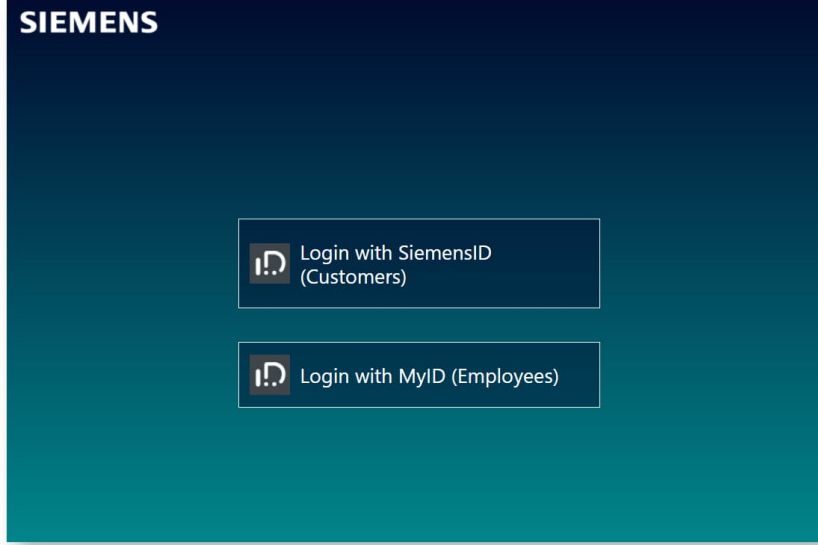 SIEMENS
Login with SiemensID
(Customers)
Login with MyID (Employees)